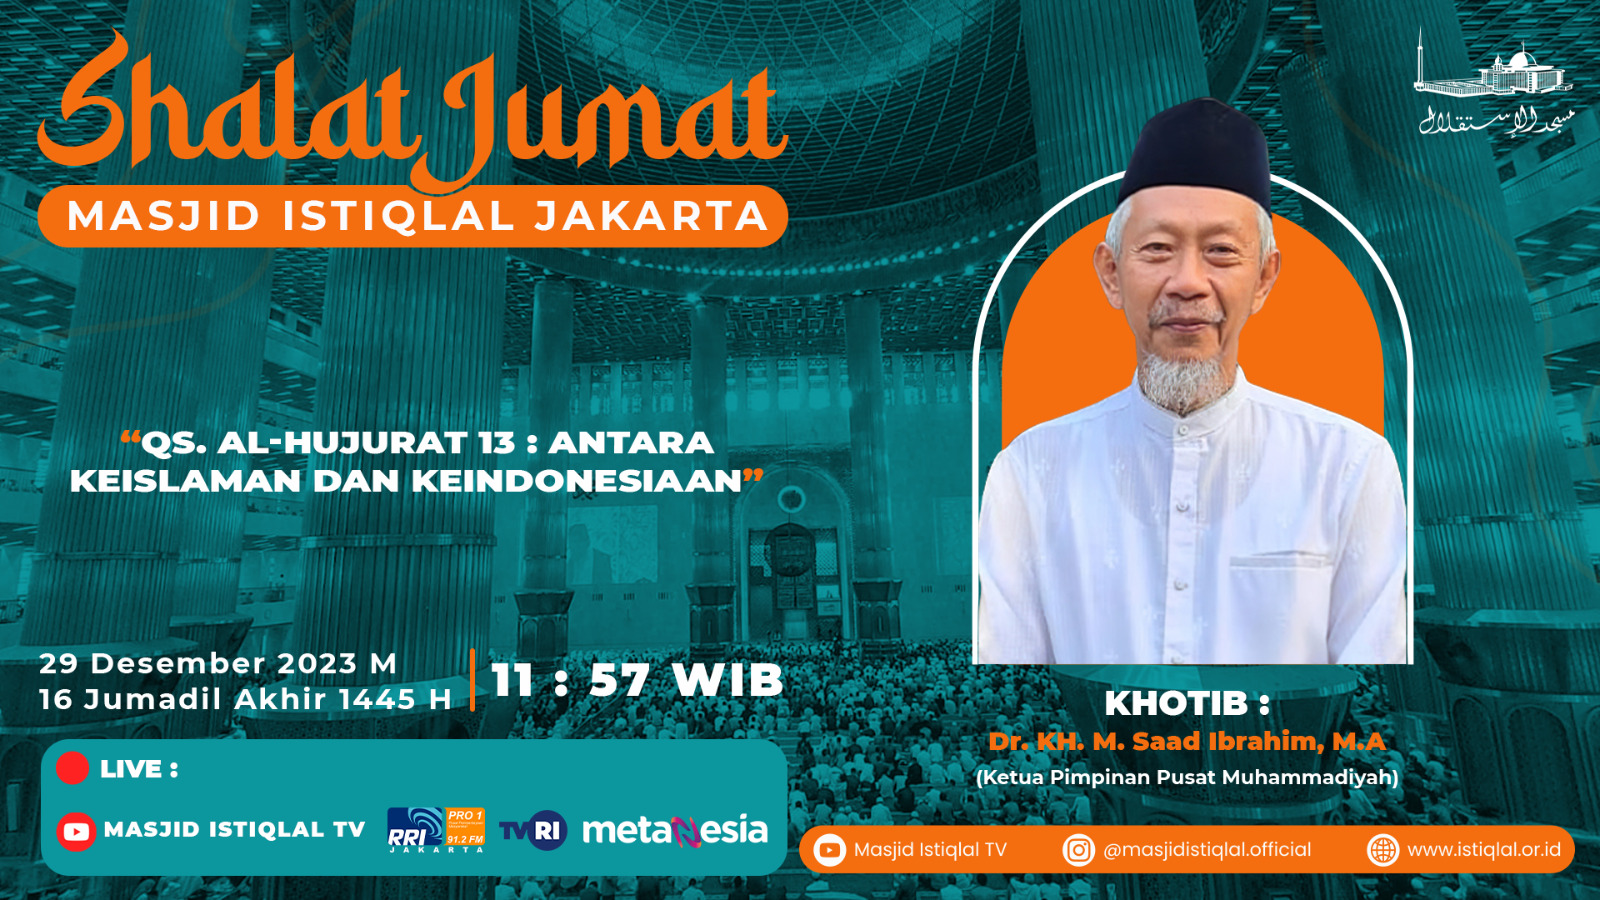 Shalat Jumat
MASJID ISTIQLAL JAKARTA
مسجد الإستقلال
“QS. AL-HUJURAT 13 : ANTARA
KEISLAMAN DAN KEINDONESIAAN”
29 Desember 2023 M
16 Jumadil Akhir 1445 H
11 : 57 WIB
KHOTIB :
Dr. KH. M. Saad Ibrahim, M.A
(Ketua Pimpinan Pusat Muhammadiyah)
LIVE :
MASJID ISTIQLAL TV
RRI
JAKARTA
PRO 1
91.2 FM
TVRI
metaNesia
Masjid Istiqlal TV
@masjidistiqlal.official
www.istiqlal.or.id